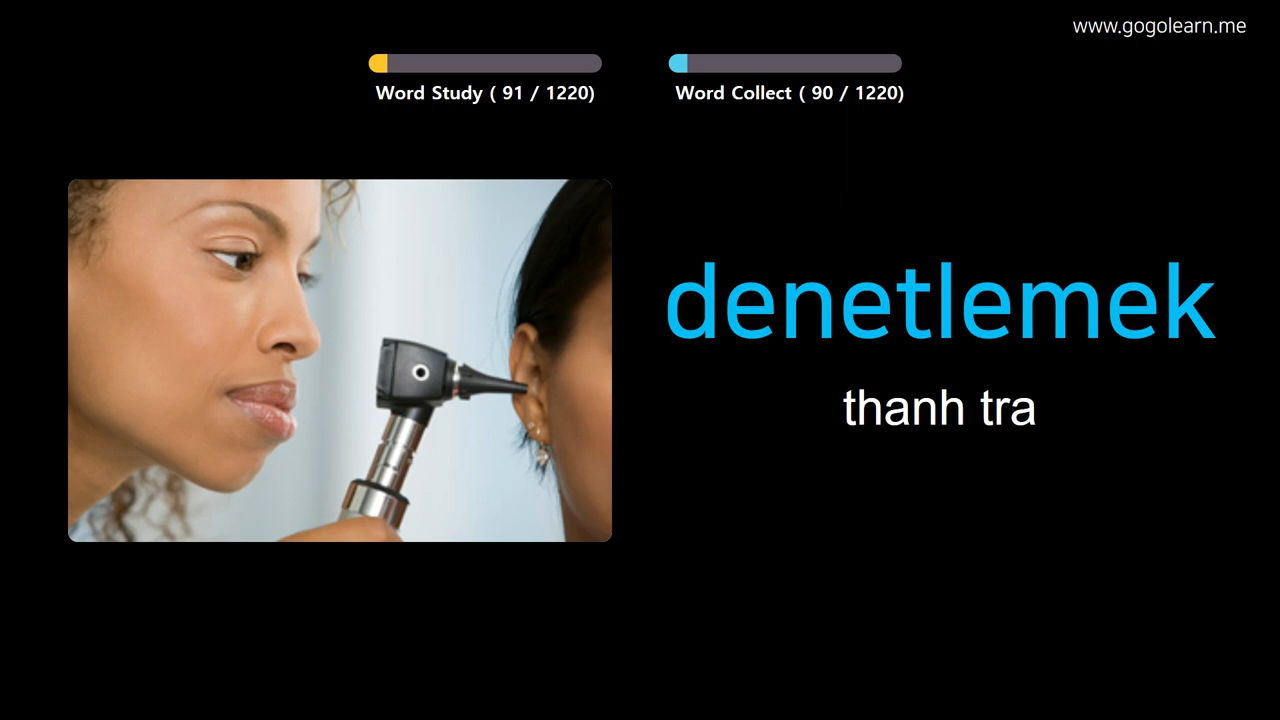 www.gogolearn.me
Word Study ( 91 / 1220)
Word Collect ( 90 / 1220)
denetlemek
thanh tra